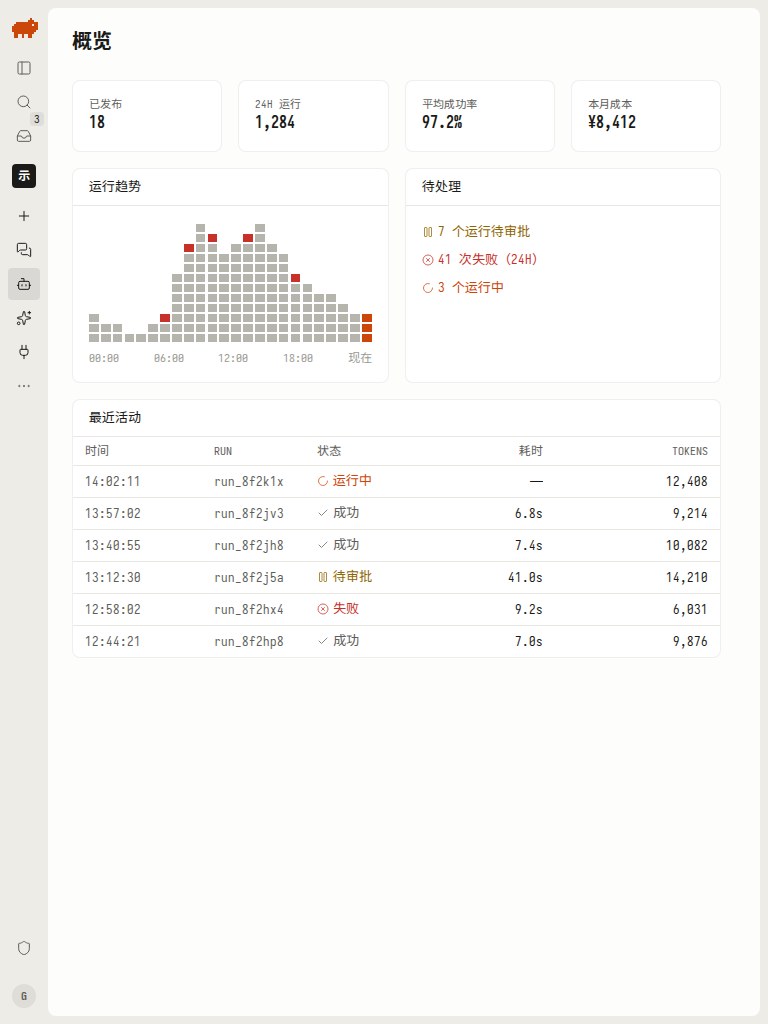 概览
3
示
已发布
18
24H 运行
1,284
平均成功率
97.2%
本月成本
¥8,412
运行趋势
00:00 06:00 12:00 18:00 现在
待处理
7 个运行待审批
41 次失败 (24H)
3 个运行中
最近活动
时间 RUN 状态 耗时 TOKENS
14:02:11 run_8f2k1x 运行中 — 12,408
13:57:02 run_8f2jv3 成功 6.8s 9,214
13:40:55 run_8f2jh8 成功 7.4s 10,082
13:12:30 run_8f2j5a 待审批 41.0s 14,210
12:58:02 run_8f2hx4 失败 9.2s 6,031
12:44:21 run_8f2hp8 成功 7.0s 9,876
G